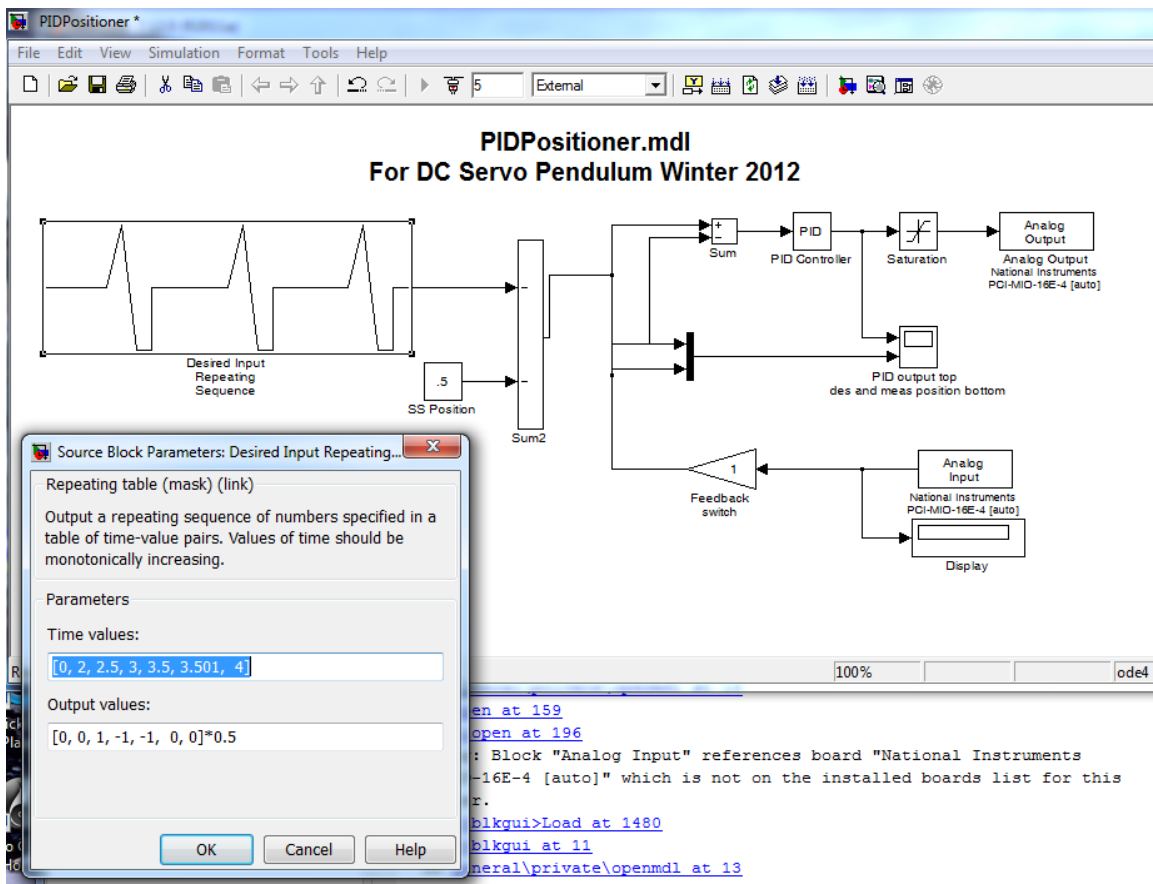 PIDPositioner *
File Edit View Simulation Format Tools Help
5 External
PIDPositioner.mdl
For DC Servo Pendulum Winter 2012
Desired Input
Repeating
Sequence
.5
SS Position
Sum2
Sum
PID
PID Controller
Saturation
Analog
Output
Analog Output
National Instruments
PCI-MIO-16E-4 [auto]
PID output top
des and meas position bottom
1
Feedback
switch
Analog
Input
National Instruments
PCI-MIO-16E-4 [auto]
Display
100% ode4
Source Block Parameters: Desired Input Repeating...
Repeating table (mask) (link)
Output a repeating sequence of numbers specified in a
table of time-value pairs. Values of time should be
monotonically increasing.
Parameters
Time values:
[0, 2, 2.5, 3, 3.5, 3.501, 4]
Output values:
[0, 0, 1, -1, -1, 0, 0]*0.5
OK Cancel Help
en at 159
open at 196
: Block "Analog Input" references board "National Instruments
-16E-4 [auto]" which is not on the installed boards list for this
r.
blkgui>Load at 1480
blkgui at 11
neral\private\openmdl at 13